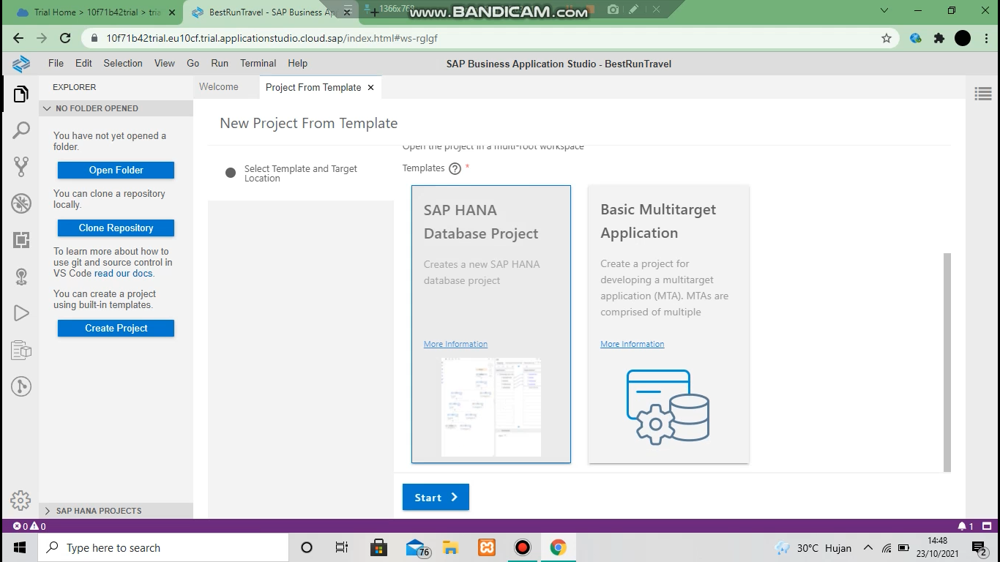 Trial Home > 10f71b42trial > tria
BestRunTravel - SAP Business Ap
1366x768
www.BANDICAM.com
10f71b42trial.eu10cf.trial.applicationstudio.cloud.sap/index.html#ws-rglgf
File Edit Selection View Go Run Terminal Help
SAP Business Application Studio - BestRunTravel
EXPLORER
Welcome
Project From Template
NO FOLDER OPENED
New Project From Template
You have not yet opened a
folder.
Open Folder
You can clone a repository
locally.
Clone Repository
To learn more about how to
use git and source control in
VS Code read our docs.
You can create a project
using built-in templates.
Create Project
SAP HANA PROJECTS
Select Template and Target
Location
Open the project in a multi-root workspace
Templates ? *
SAP HANA
Database Project
Creates a new SAP HANA
database project
More Information
Basic Multitarget
Application
Create a project for
developing a multitarget
application (MTA). MTAs are
comprised of multiple
More Information
Start
0 0
1
Type here to search
76
30°C Hujan
14:48
23/10/2021
2